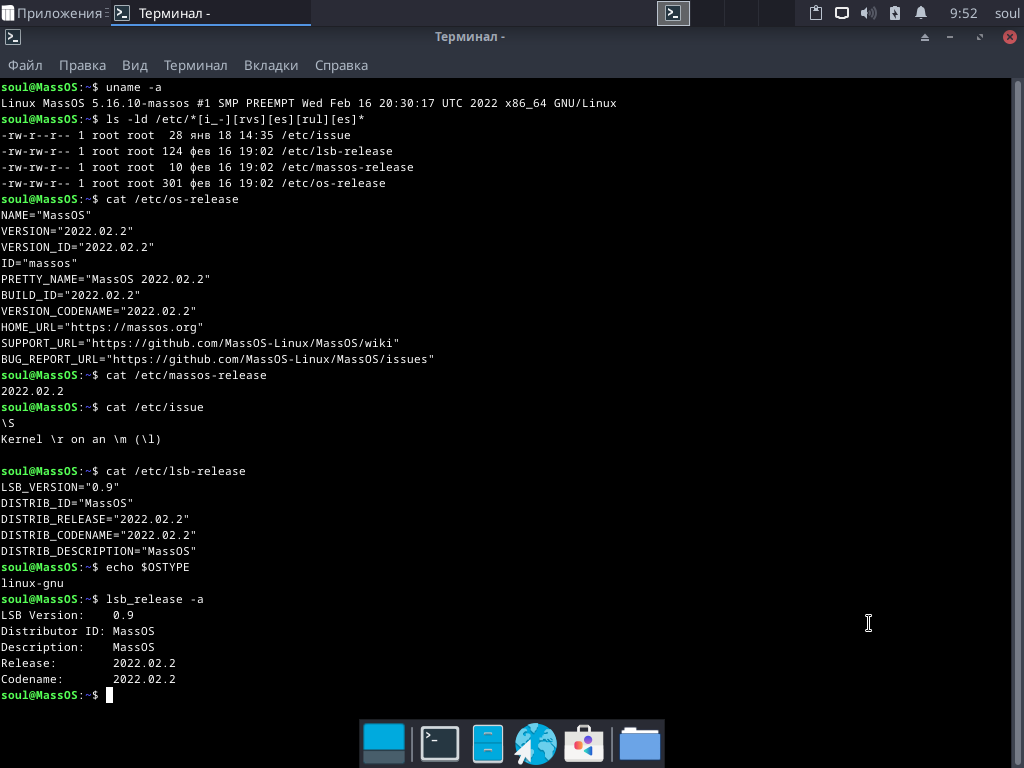 Приложения Терминал - 9:52 soul
Терминал -
Файл Правка Вид Терминал Вкладки Справка
soul@MassOS:~$ uname -a
Linux MassOS 5.16.10-massos #1 SMP PREEMPT Wed Feb 16 20:30:17 UTC 2022 x86_64 GNU/Linux
soul@MassOS:~$ ls -ld /etc/*[i_-][rvs][es][rul][es]*
-rw-r--r-- 1 root root  28 янв 18 14:35 /etc/issue
-rw-rw-r-- 1 root root 124 фев 16 19:02 /etc/lsb-release
-rw-rw-r-- 1 root root  10 фев 16 19:02 /etc/massos-release
-rw-rw-r-- 1 root root 301 фев 16 19:02 /etc/os-release
soul@MassOS:~$ cat /etc/os-release
NAME="MassOS"
VERSION="2022.02.2"
VERSION_ID="2022.02.2"
ID="massos"
PRETTY_NAME="MassOS 2022.02.2"
BUILD_ID="2022.02.2"
VERSION_CODENAME="2022.02.2"
HOME_URL="https://massos.org"
SUPPORT_URL="https://github.com/MassOS-Linux/MassOS/wiki"
BUG_REPORT_URL="https://github.com/MassOS-Linux/MassOS/issues"
soul@MassOS:~$ cat /etc/massos-release
2022.02.2
soul@MassOS:~$ cat /etc/issue
\S
Kernel \r on an \m (\l)
soul@MassOS:~$ cat /etc/lsb-release
LSB_VERSION="0.9"
DISTRIB_ID="MassOS"
DISTRIB_RELEASE="2022.02.2"
DISTRIB_CODENAME="2022.02.2"
DISTRIB_DESCRIPTION="MassOS"
soul@MassOS:~$ echo $OSTYPE
linux-gnu
soul@MassOS:~$ lsb_release -a
LSB Version:    0.9
Distributor ID: MassOS
Description:    MassOS
Release:        2022.02.2
Codename:       2022.02.2
soul@MassOS:~$